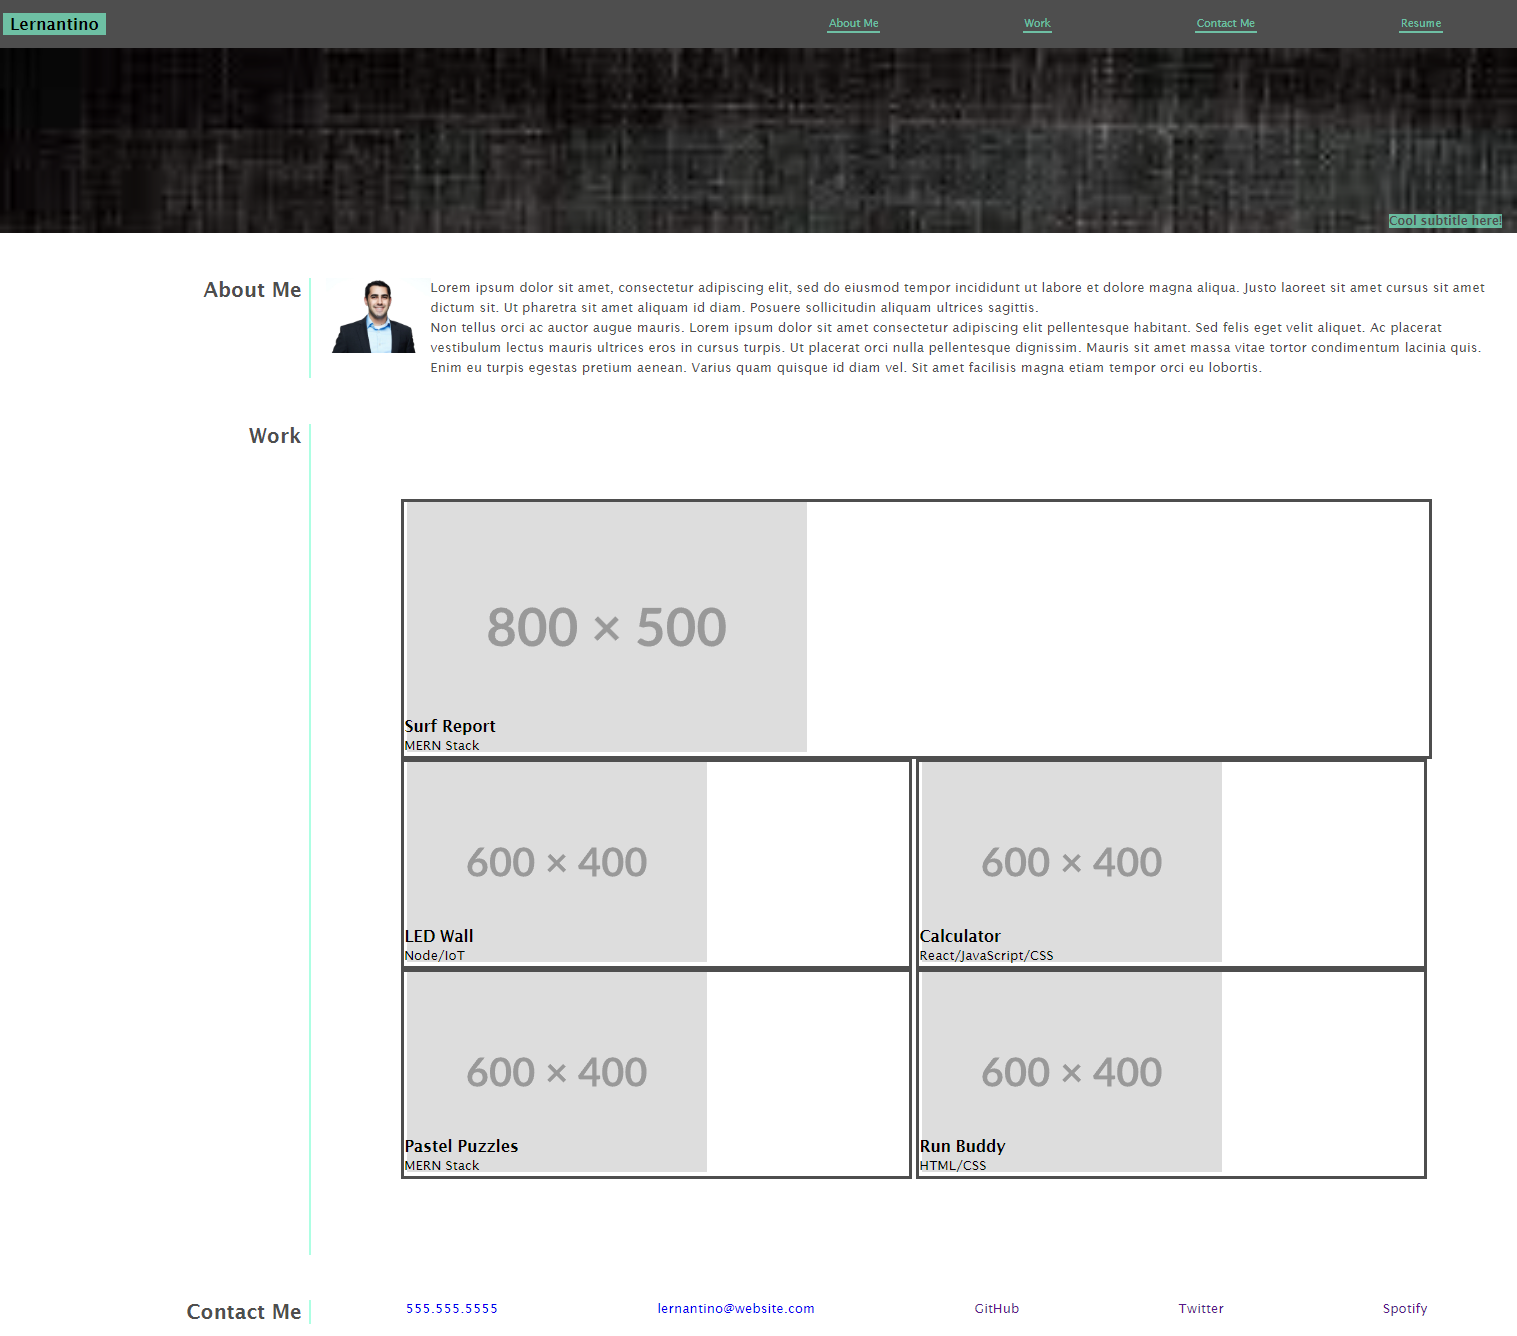 Lernantino
About Me
Work
Contact Me
Resume
Cool subtitle here!
About Me
Lorem ipsum dolor sit amet, consectetur adipiscing elit, sed do eiusmod tempor incididunt ut labore et dolore magna aliqua. Justo laoreet sit amet cursus sit amet
dictum sit. Ut pharetra sit amet aliquam id diam. Posuere sollicitudin aliquam ultrices sagittis.
Non tellus orci ac auctor augue mauris. Lorem ipsum dolor sit amet consectetur adipiscing elit pellentesque habitant. Sed felis eget velit aliquet. Ac placerat
vestibulum lectus mauris ultrices eros in cursus turpis. Ut placerat orci nulla pellentesque dignissim. Mauris sit amet massa vitae tortor condimentum lacinia quis.
Enim eu turpis egestas pretium aenean. Varius quam quisque id diam vel. Sit amet facilisis magna etiam tempor orci eu lobortis.
Work
800 × 500
Surf Report
MERN Stack
600 × 400
LED Wall
Node/IoT
600 × 400
Calculator
React/JavaScript/CSS
600 × 400
Pastel Puzzles
MERN Stack
600 × 400
Run Buddy
HTML/CSS
Contact Me
555.555.5555
lernantino@website.com
GitHub
Twitter
Spotify